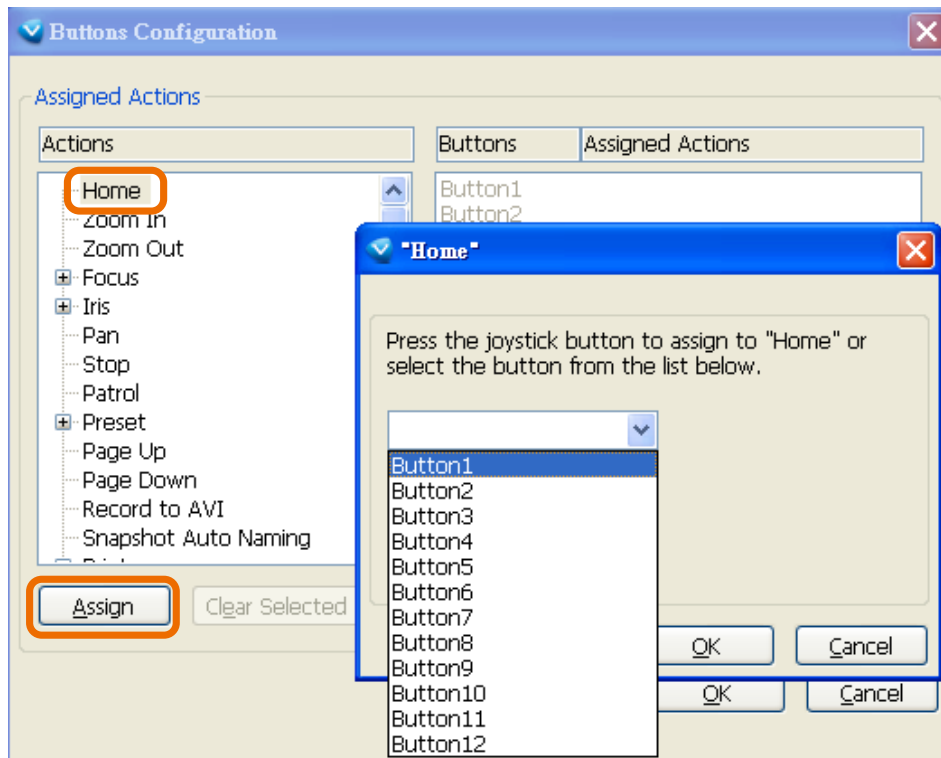 Buttons Configuration
Assigned Actions
Actions
Buttons
Assigned Actions
Home
Zoom In
Zoom Out
Focus
Iris
Pan
Stop
Patrol
Preset
Page Up
Page Down
Record to AVI
Snapshot Auto Naming
Button1
Button2
Assign
Clear Selected
"Home"
Press the joystick button to assign to "Home" or
select the button from the list below.
Button1
Button2
Button3
Button4
Button5
Button6
Button7
Button8
Button9
Button10
Button11
Button12
OK
Cancel
OK
Cancel